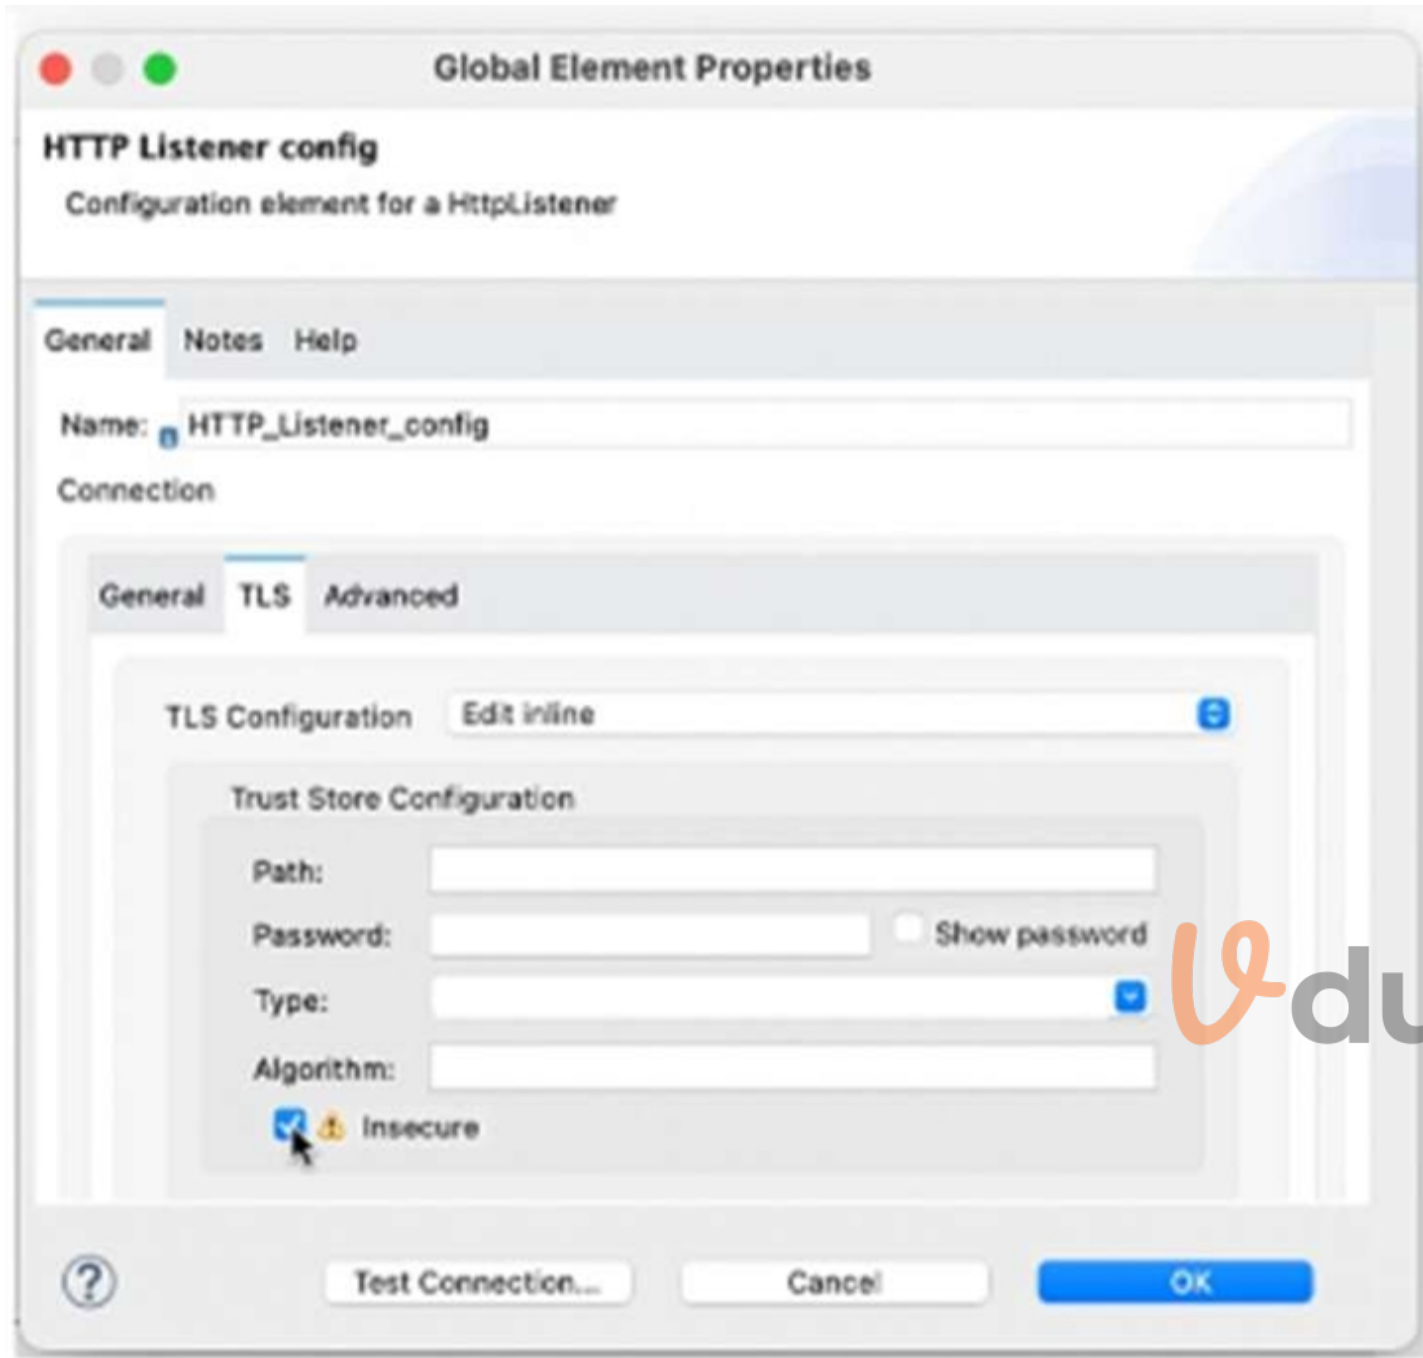 Global Element Properties
HTTP Listener config
Configuration element for a HttpListener
General Notes Help
Name: HTTP_Listener_config
Connection
General TLS Advanced
TLS Configuration Edit inline
Trust Store Configuration
Path:
Password: Show password
Type:
Algorithm:
Insecure
? Test Connection... Cancel OK
Vdu